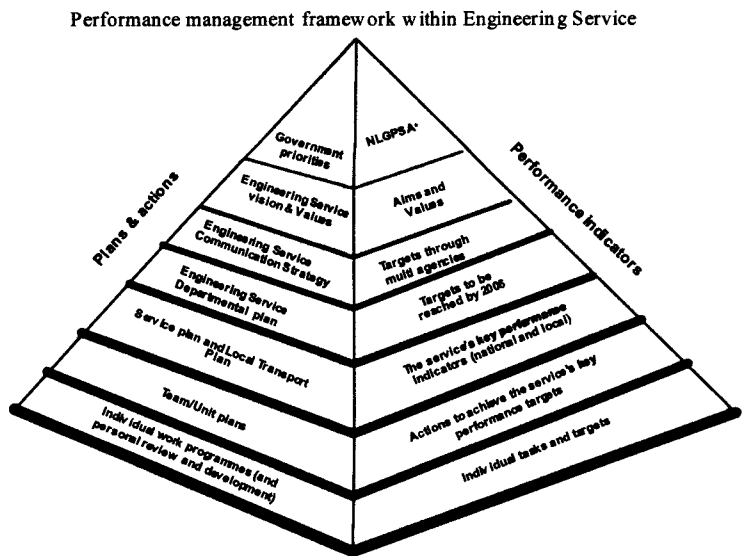 Performance management framework within Engineering Service
Plans & actions
Performance indicators
Government
priorities
NLGPSA*
Engineering Service
vision & Values
Aims and
Values
Engineering Service
Communication Strategy
Targets through
multi agencies
Engineering Service
Departmental plan
Targets to be
reached by 2006
Service plan and Local Transport
Plan
The service's key performance
indicators (national and local)
Team/Unit plans
Actions to achieve the service's key
performance targets
Individual work programmes (and
personal review and development)
Individual tasks and targets